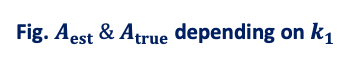 Fig. A_est & A_true depending on k_1